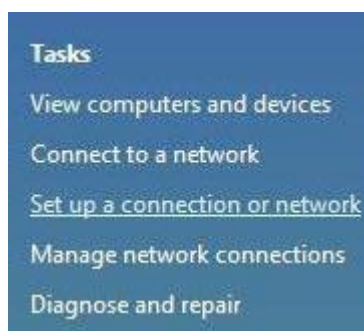 Tasks
View computers and devices
Connect to a network
Set up a connection or network
Manage network connections
Diagnose and repair